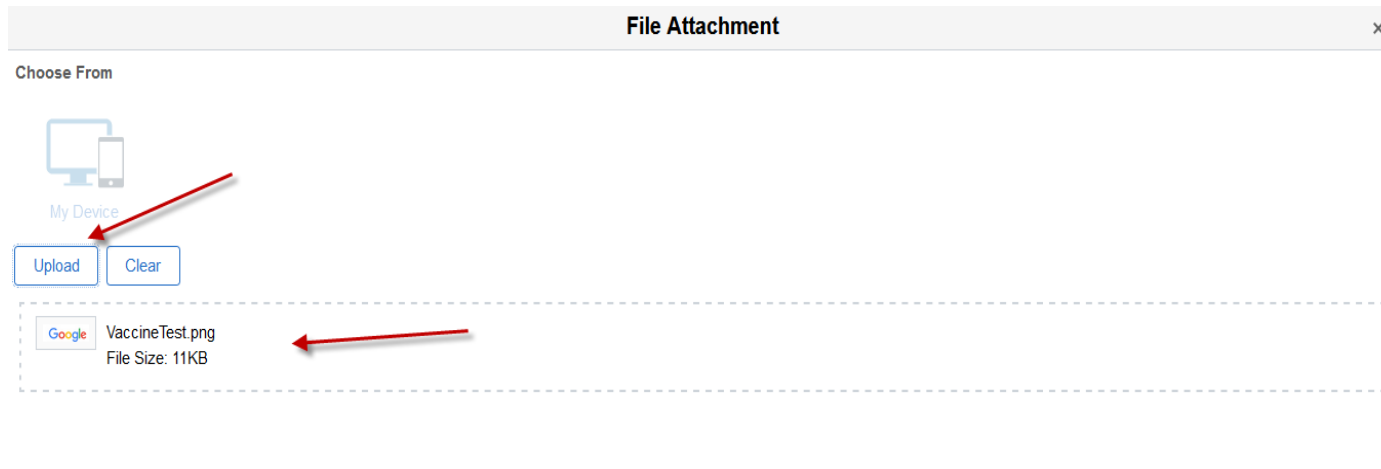 File Attachment
×
Choose From
My Device
Upload
Clear
Google
VaccineTest.png
File Size: 11KB